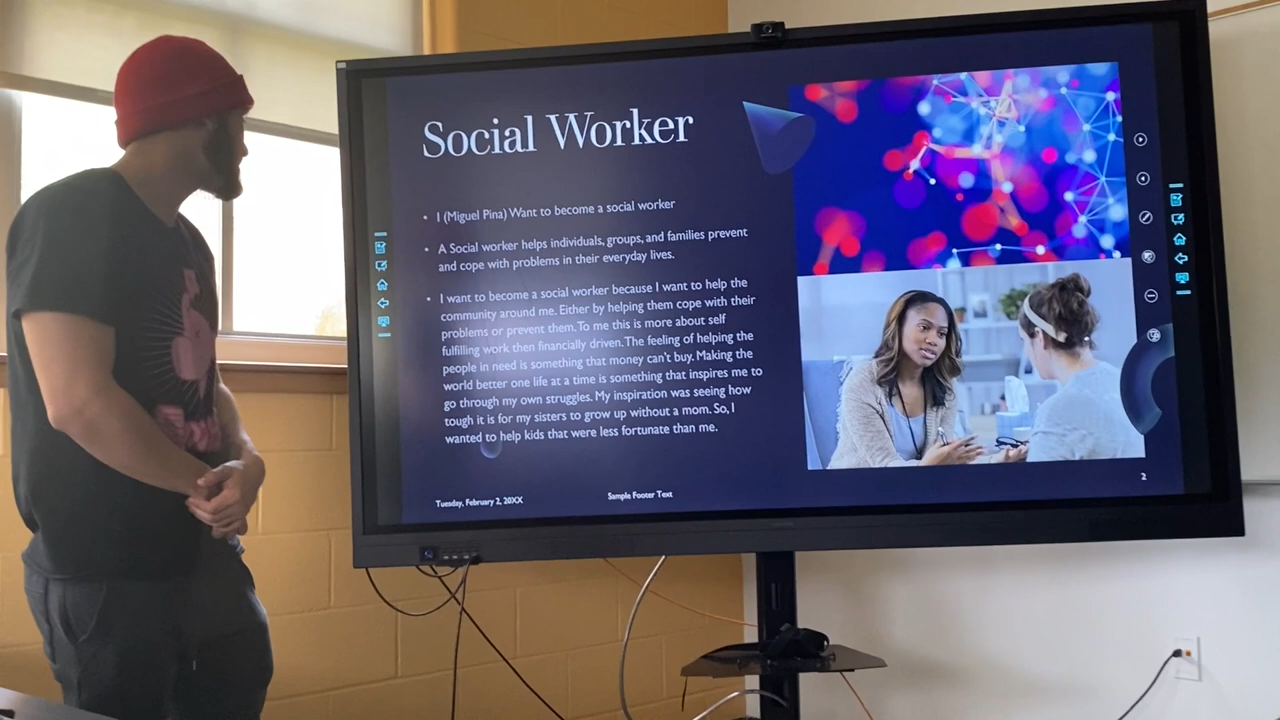 Social Worker
• I (Miguel Pina) Want to become a social worker
• A Social worker helps individuals, groups, and families prevent
and cope with problems in their everyday lives.
• I want to become a social worker because I want to help the
community around me. Either by helping them cope with their
problems or prevent them. To me this is more about self
fulfilling work then financially driven. The feeling of helping the
people in need is something that money can't buy. Making the
world better one life at a time is something that inspires me to
go through my own struggles. My inspiration was seeing how
tough it is for my sisters to grow up without a mom. So, I
wanted to help kids that were less fortunate than me.
Tuesday, February 2, 20XX
Sample Footer Text
2